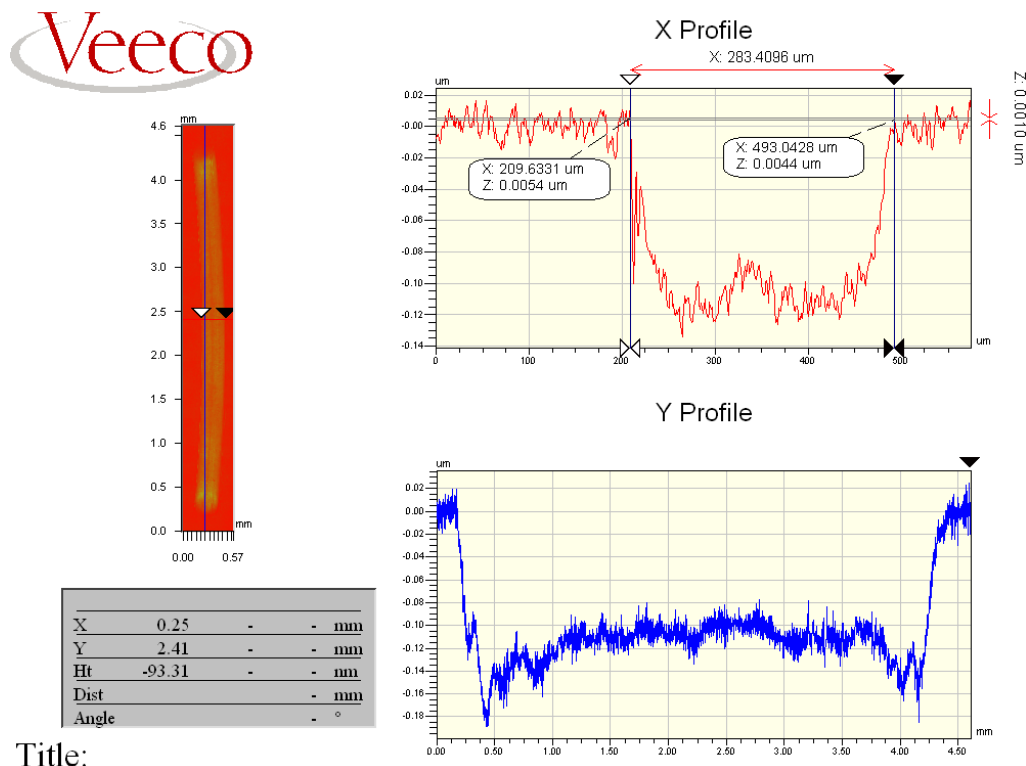 Veeco
X Profile
X: 283.4096 um
Z: 0.0010 um
um
0.02
-0.00
-0.02
-0.04
-0.06
-0.08
-0.10
-0.12
-0.14
X: 209.6331 um
Z: 0.0054 um
X: 493.0428 um
Z: 0.0044 um
0
100
200
300
400
500
um
mm
4.6
4.0
3.5
3.0
2.5
2.0
1.5
1.0
0.5
0.0
mm
0.00 0.57
Y Profile
um
0.02
0.00
-0.02
-0.04
-0.06
-0.08
-0.10
-0.12
-0.14
-0.16
-0.18
mm
0.00 0.50 1.00 1.50 2.00 2.50 3.00 3.50 4.00 4.50
X 0.25 - - mm
Y 2.41 - - mm
Ht -93.31 - - nm
Dist - mm
Angle - °
Title: